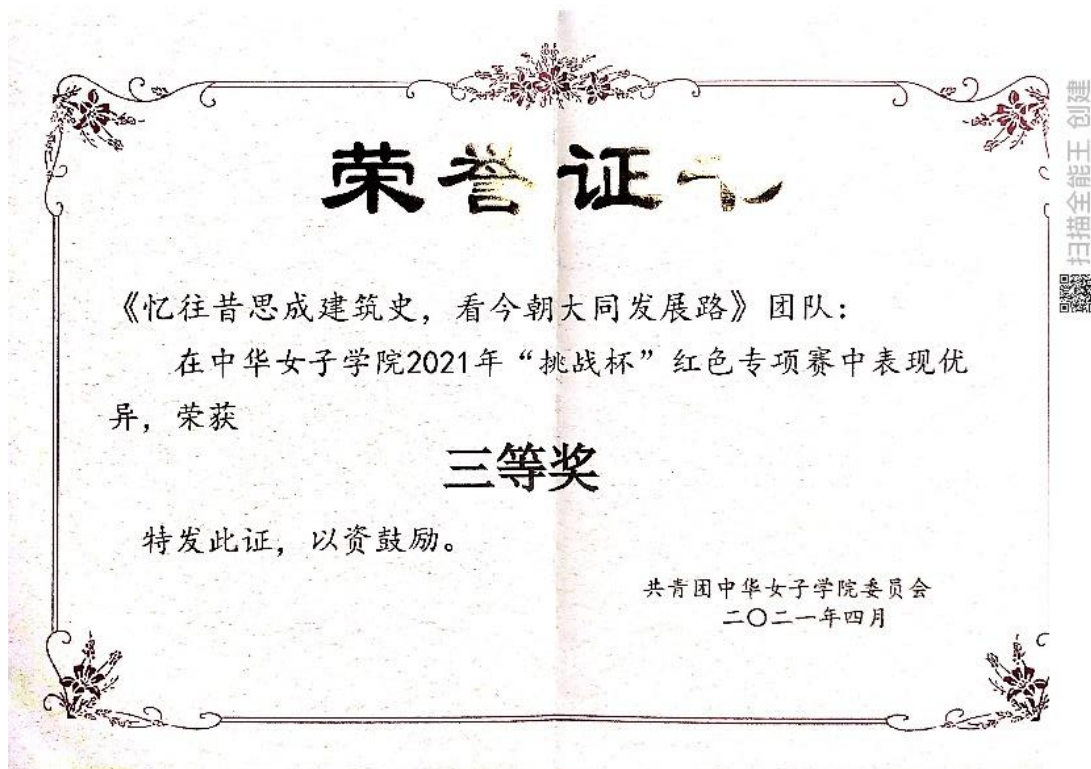 荣誉证
《忆往昔思成建筑史，看今朝大同发展路》团队：
在中华女子学院2021年“挑战杯”红色专项赛中表现优
异，荣获
三等奖
特发此证，以资鼓励。
共青团中华女子学院委员会
二〇二一年四月
扫描全能王 创建